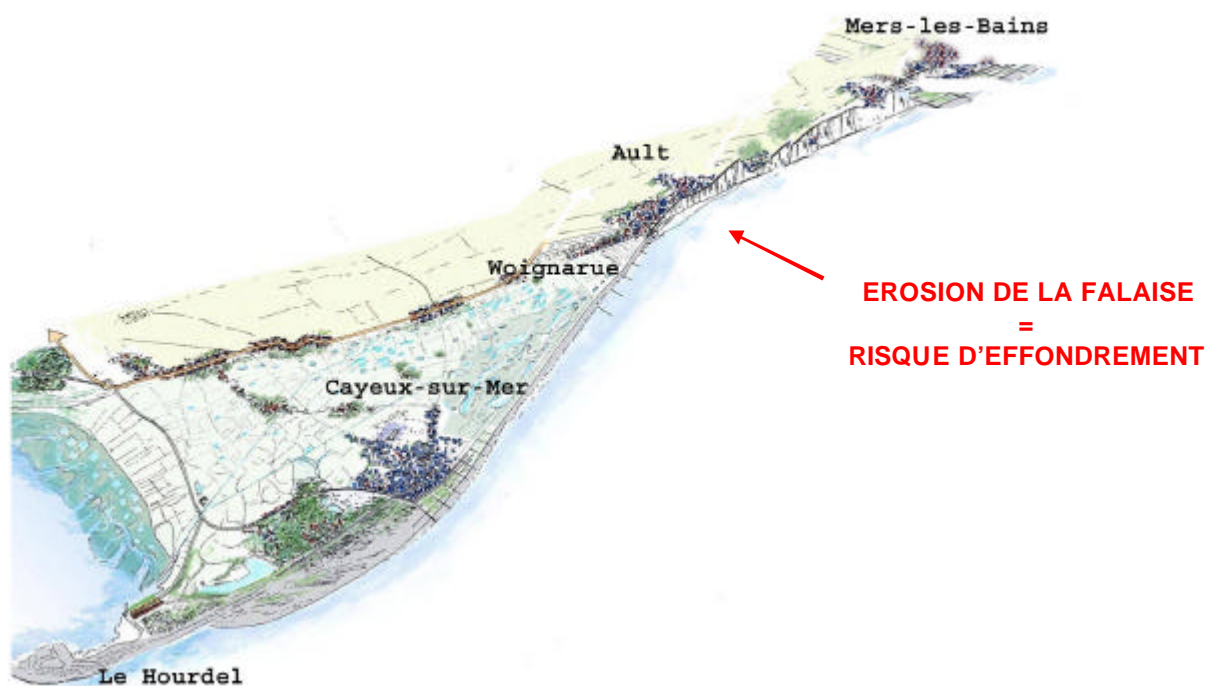 Mers-les-Bains
Ault
Woignarue
EROSION DE LA FALAISE
=
RISQUE D’EFFONDREMENT
Cayeux-sur-Mer
Le Hourdel